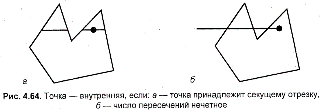 а
б
Рис. 4.64. Точка — внутренняя, если: а — точка принадлежит секущему отрезку,
б — число пересечений нечетное